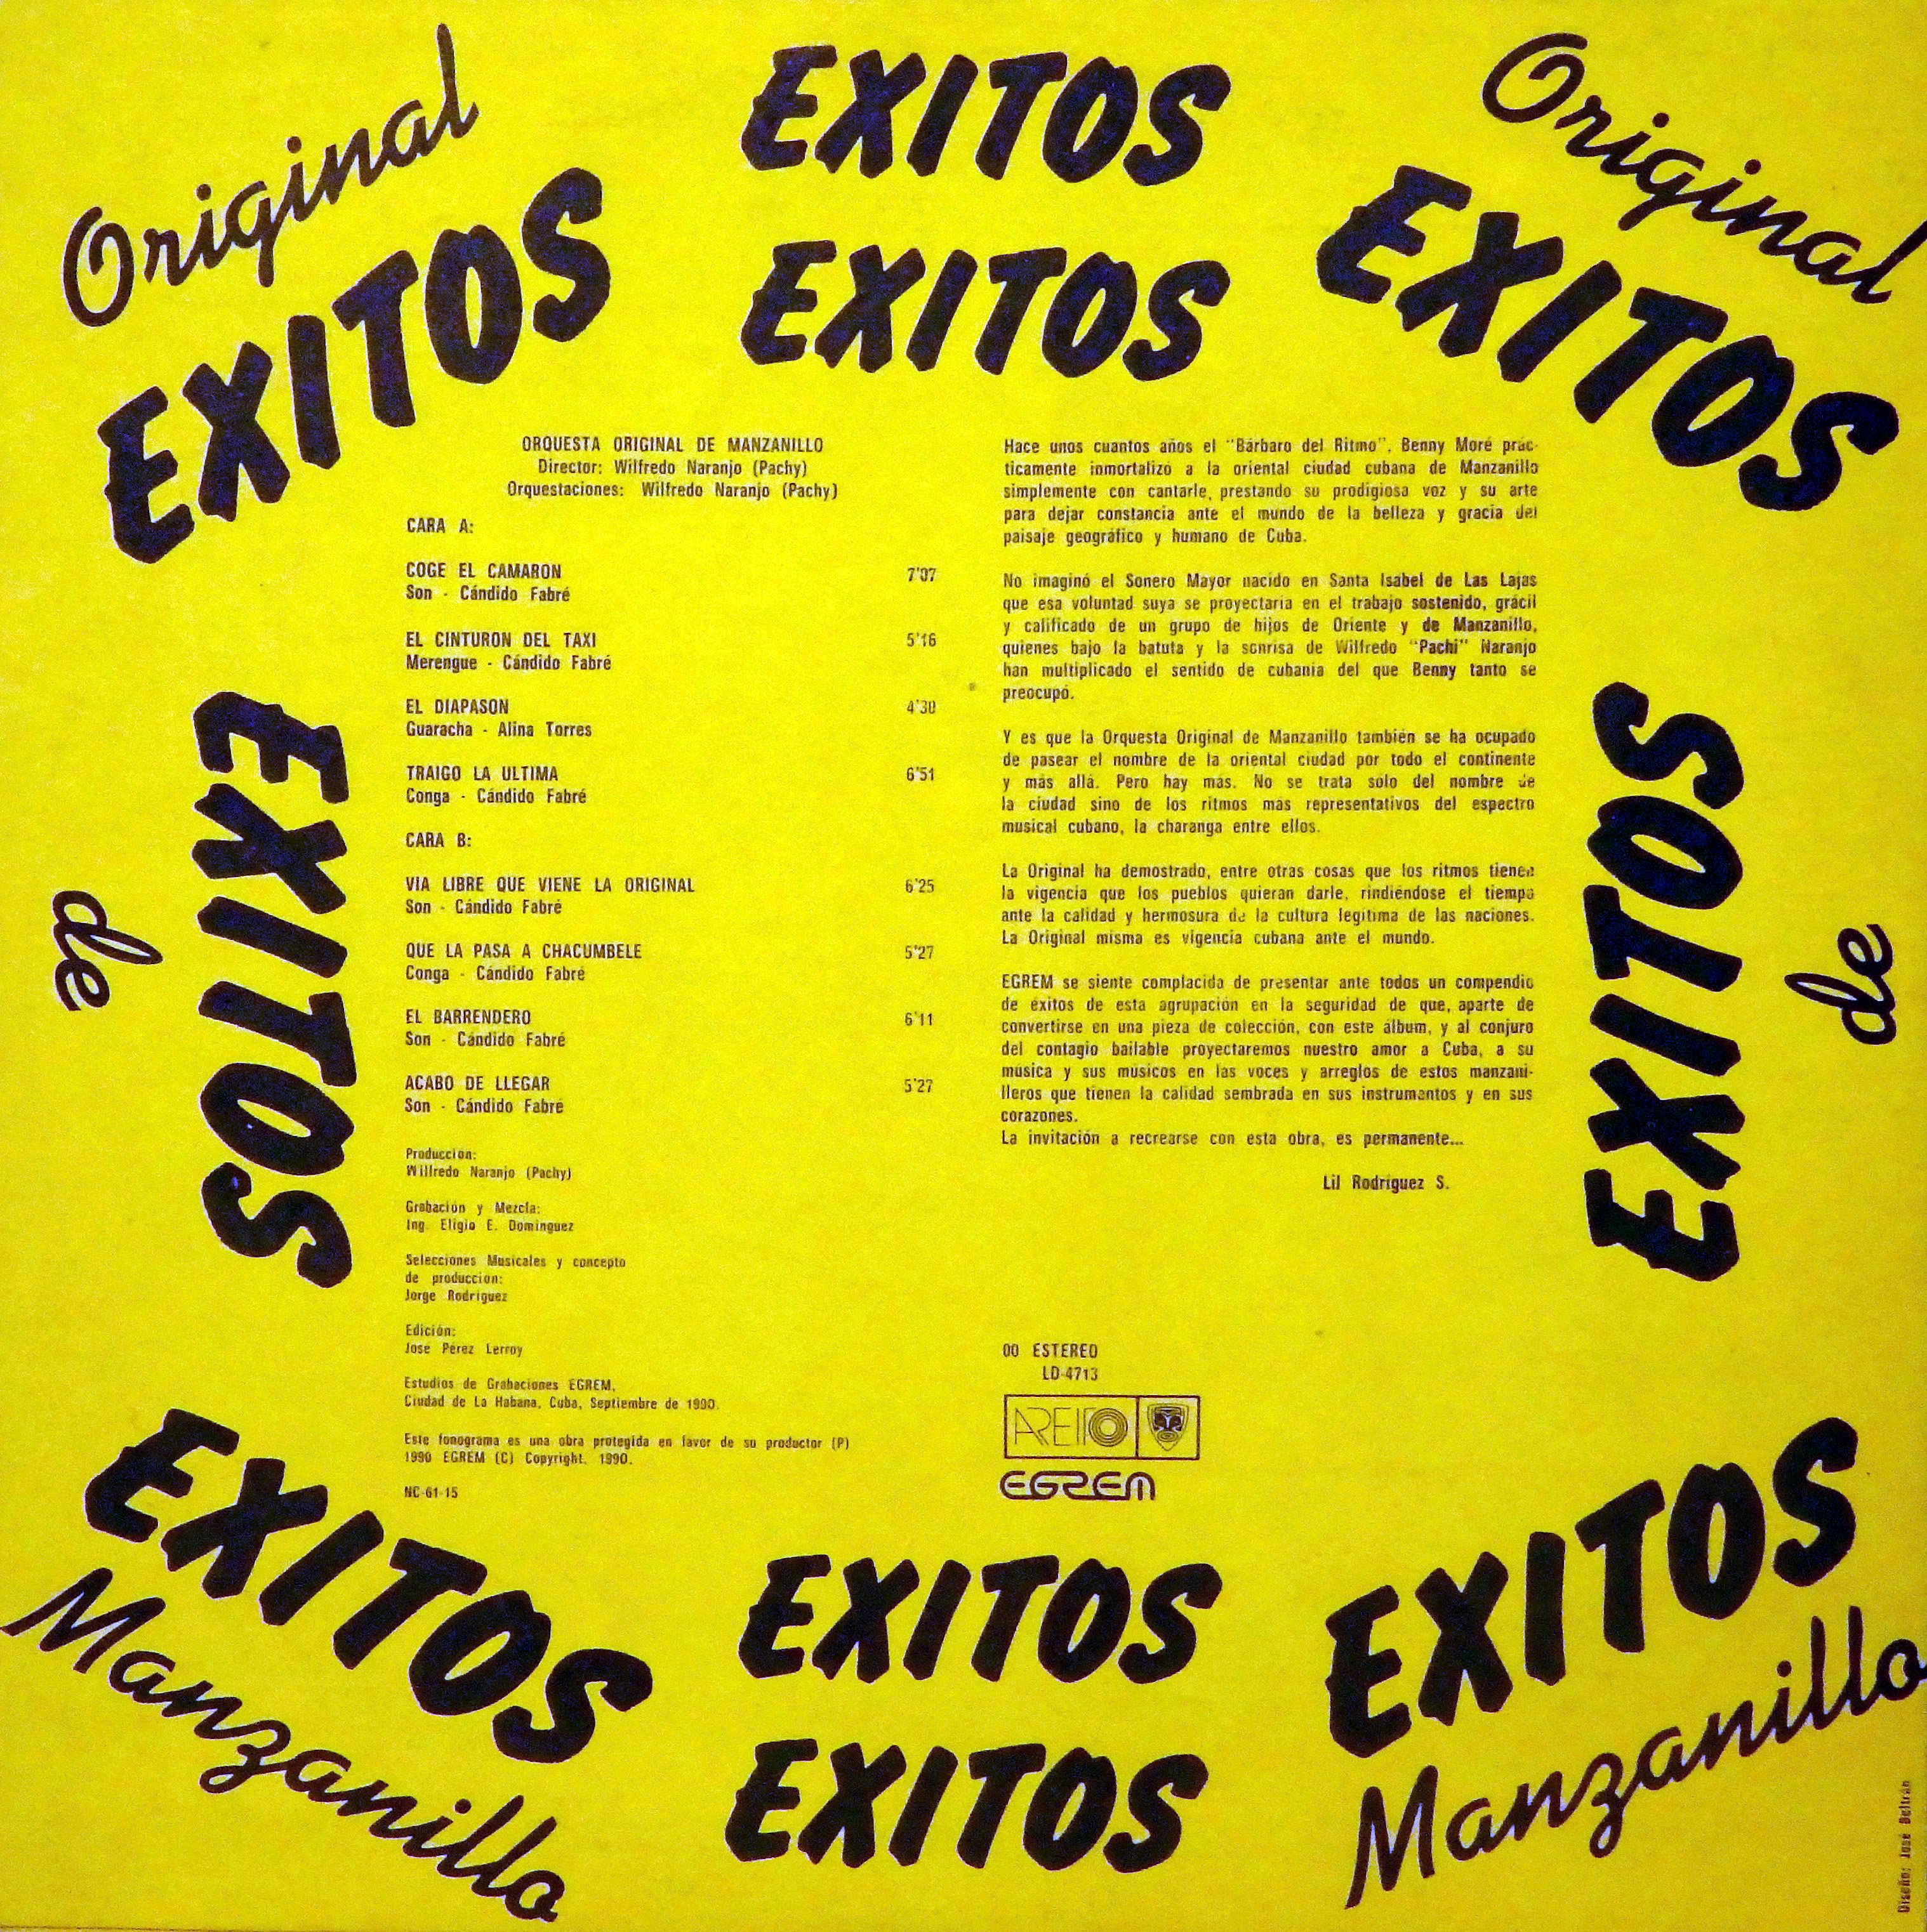 Original
EXITOS
EXITOS
EXITOS
Original
EXITOS
ORQUESTA ORIGINAL DE MANZANILLO
Director: Wilfredo Naranjo (Pachy)
Orquestaciones: Wilfredo Naranjo (Pachy)
CARA A:
COGE EL CAMARON 7'07
Son - Cándido Fabré
EL CINTURON DEL TAXI 5'16
Merengue - Cándido Fabré
EL DIAPASON 4'30
Guaracha - Alina Torres
TRAIGO LA ULTIMA 6'51
Conga - Cándido Fabré
CARA B:
VIA LIBRE QUE VIENE LA ORIGINAL 6'25
Son - Cándido Fabré
QUE LA PASA A CHACUMBELE 5'27
Conga - Cándido Fabré
EL BARRENDERO 6'11
Son - Cándido Fabré
ACABO DE LLEGAR 5'27
Son - Cándido Fabré
Producción:
Wilfredo Naranjo (Pachy)
Grabación y Mezcla:
Ing. Eligio E. Domínguez
Selecciones Musicales y concepto
de producción:
Jorge Rodríguez
Edición:
José Pérez Lerroy
Estudios de Grabaciones EGREM,
Ciudad de La Habana, Cuba, Septiembre de 1990.
Este fonograma es una obra protegida en favor de su productor (P)
1990 EGREM (C) Copyright. 1990.
NC-61-15
Hace unos cuantos años el "Bárbaro del Ritmo", Benny Moré prác-
ticamente inmortalizó a la oriental ciudad cubana de Manzanillo
simplemente con cantarle, prestando su prodigiosa voz y su arte
para dejar constancia ante el mundo de la belleza y gracia del
paisaje geográfico y humano de Cuba.
No imaginó el Sonero Mayor nacido en Santa Isabel de Las Lajas
que esa voluntad suya se proyectaría en el trabajo sostenido, grácil
y calificado de un grupo de hijos de Oriente y de Manzanillo,
quienes bajo la batuta y la sonrisa de Wilfredo "Pachi" Naranjo
han multiplicado el sentido de cubanía del que Benny tanto se
preocupó.
Y es que la Orquesta Original de Manzanillo también se ha ocupado
de pasear el nombre de la oriental ciudad por todo el continente
y más allá. Pero hay más. No se trata sólo del nombre de
la ciudad sino de los ritmos más representativos del espectro
musical cubano, la charanga entre ellos.
La Original ha demostrado, entre otras cosas que los ritmos tienen
la vigencia que los pueblos quieran darle, rindiéndose el tiempo
ante la calidad y hermosura de la cultura legítima de las naciones.
La Original misma es vigencia cubana ante el mundo.
EGREM se siente complacida de presentar ante todos un compendio
de éxitos de esta agrupación en la seguridad de que, aparte de
convertirse en una pieza de colección, con este álbum, y al conjuro
del contagio bailable proyectaremos nuestro amor a Cuba, a su
música y sus músicos en las voces y arreglos de estos manzani-
lleros que tienen la calidad sembrada en sus instrumentos y en sus
corazones.
La invitación a recrearse con esta obra, es permanente...
Lil Rodríguez S.
00 ESTEREO
LD-4713
AREITO
EGREM
de
EXITOS
EXITOS
de
EXITOS
Manzanillo
EXITOS
EXITOS
EXITOS
Manzanillo
Diseño: José Beltrán